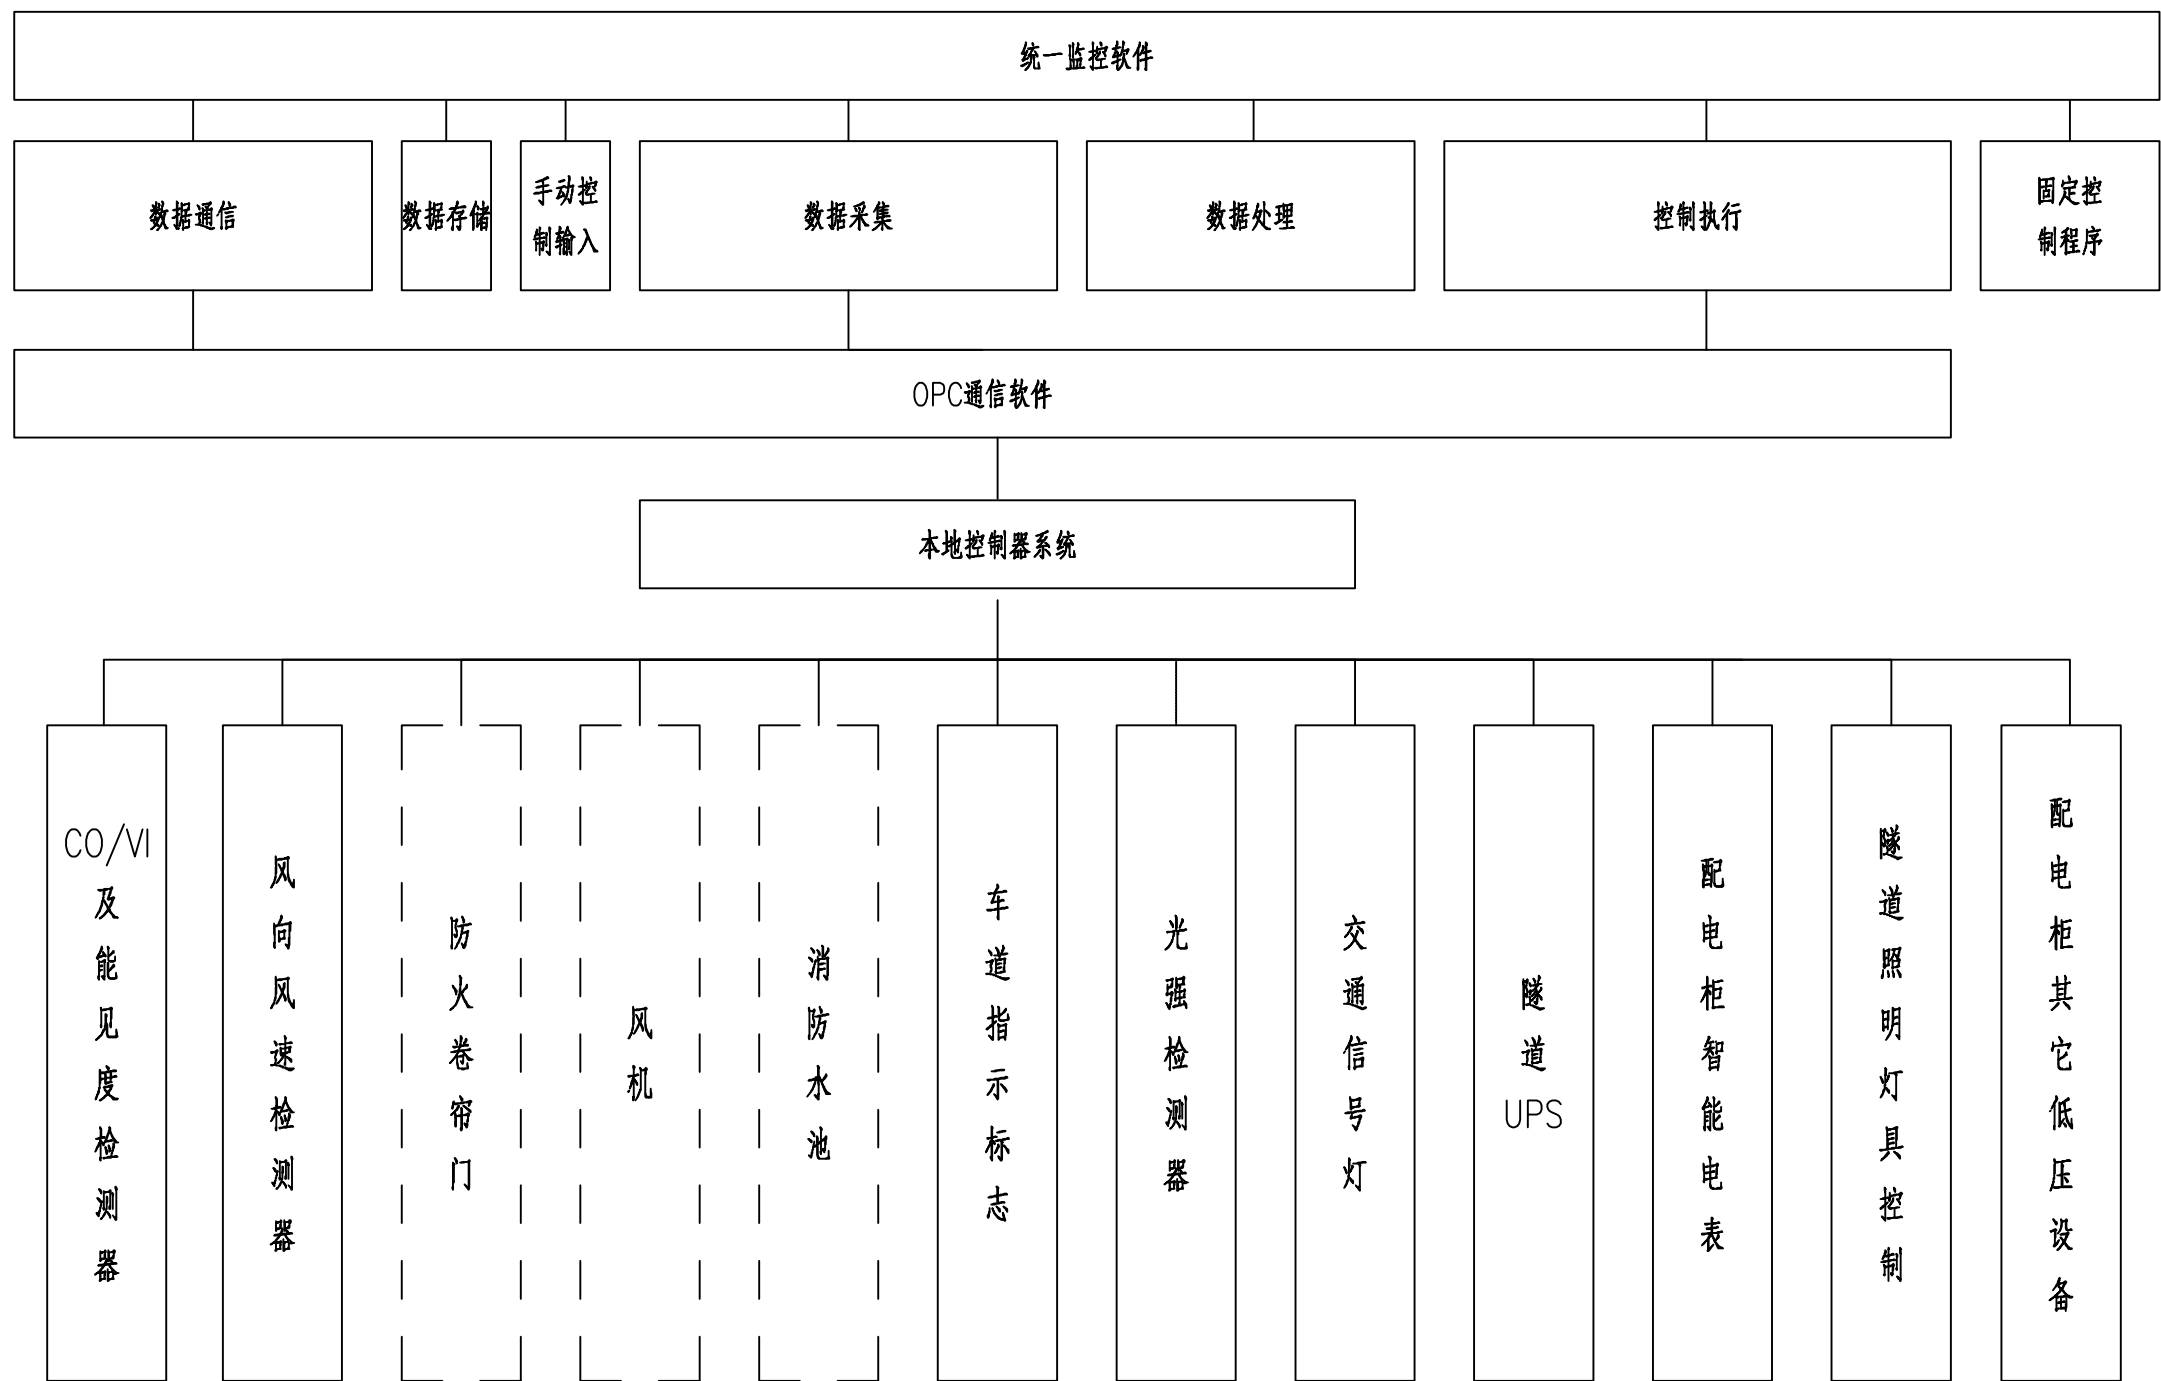 统一监控软件
数据通信
数据存储
手动控
制输入
数据采集
数据处理
控制执行
固定控
制程序
OPC通信软件
本地控制器系统
CO/VI及能见度检测器
风向风速检测器
防火卷帘门
风机
消防水池
车道指示标志
光强检测器
交通信号灯
隧道UPS
配电柜智能电表
隧道照明灯具控制
配电柜其它低压设备